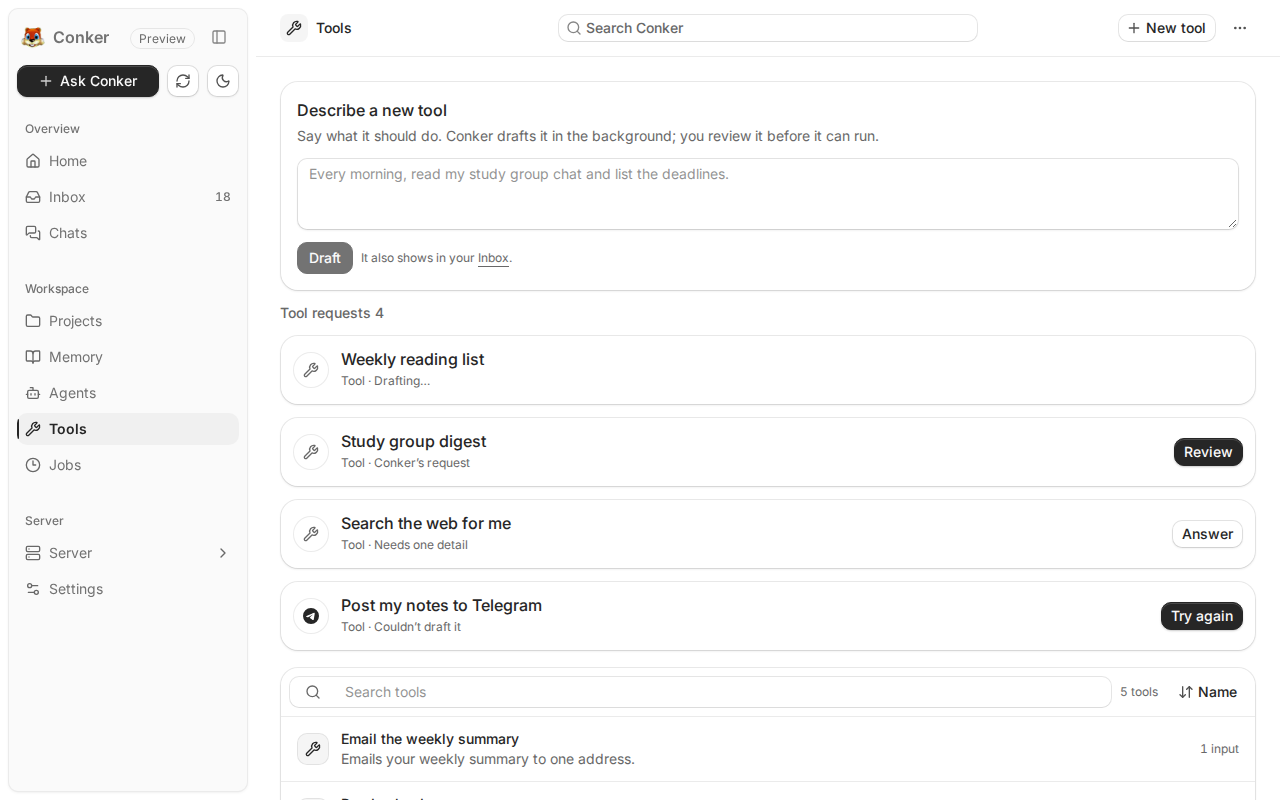 Conker
Preview
Ask Conker
Overview
Home
Inbox 18
Chats
Workspace
Projects
Memory
Agents
Tools
Jobs
Server
Server
Settings
Tools
Search Conker
New tool
Describe a new tool
Say what it should do. Conker drafts it in the background; you review it before it can run.
Every morning, read my study group chat and list the deadlines.
Draft
It also shows in your Inbox.
Tool requests 4
Weekly reading list
Tool · Drafting…
Study group digest
Tool · Conker’s request
Review
Search the web for me
Tool · Needs one detail
Answer
Post my notes to Telegram
Tool · Couldn’t draft it
Try again
Search tools
5 tools
Name
Email the weekly summary
Emails your weekly summary to one address.
1 input